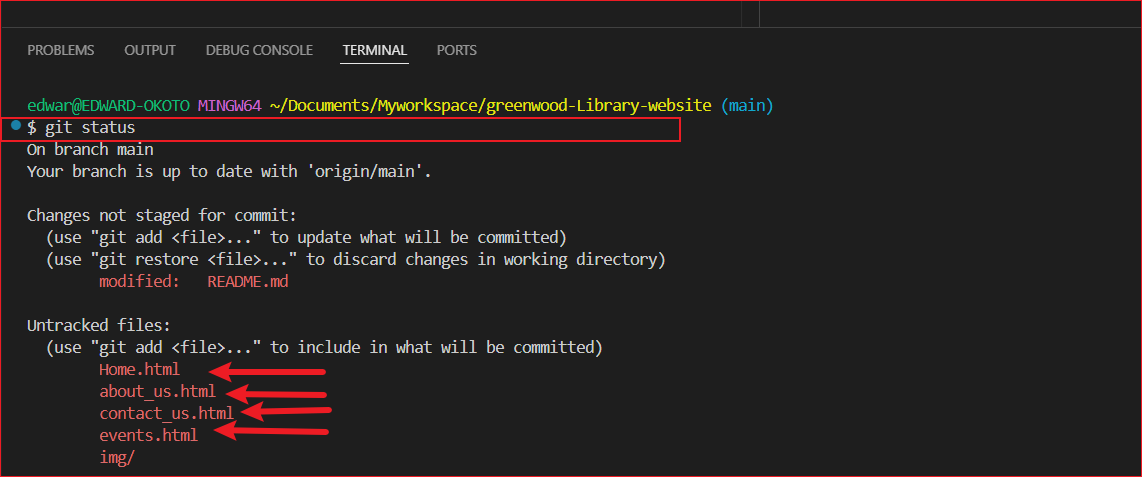 PROBLEMS OUTPUT DEBUG CONSOLE TERMINAL PORTS
edwar@EDWARD-OKOTO MINGW64 ~/Documents/Myworkspace/greenwood-Library-website (main)
$ git status
On branch main
Your branch is up to date with 'origin/main'.
Changes not staged for commit:
(use "git add <file>..." to update what will be committed)
(use "git restore <file>..." to discard changes in working directory)
modified: README.md
Untracked files:
(use "git add <file>..." to include in what will be committed)
Home.html
about_us.html
contact_us.html
events.html
img/